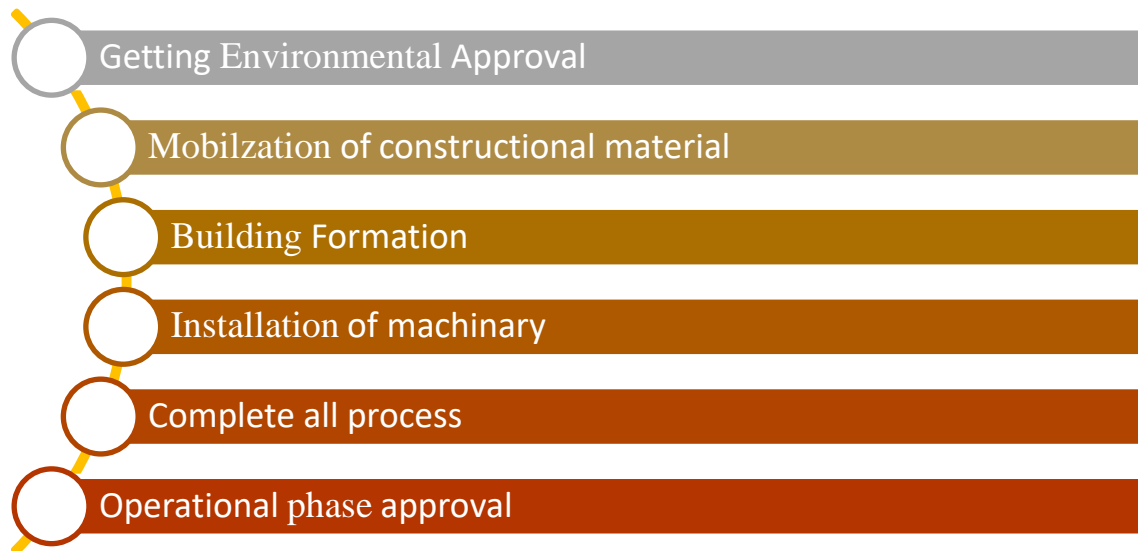 Getting Environmental Approval
Mobilzation of constructional material
Building Formation
Installation of machinary
Complete all process
Operational phase approval